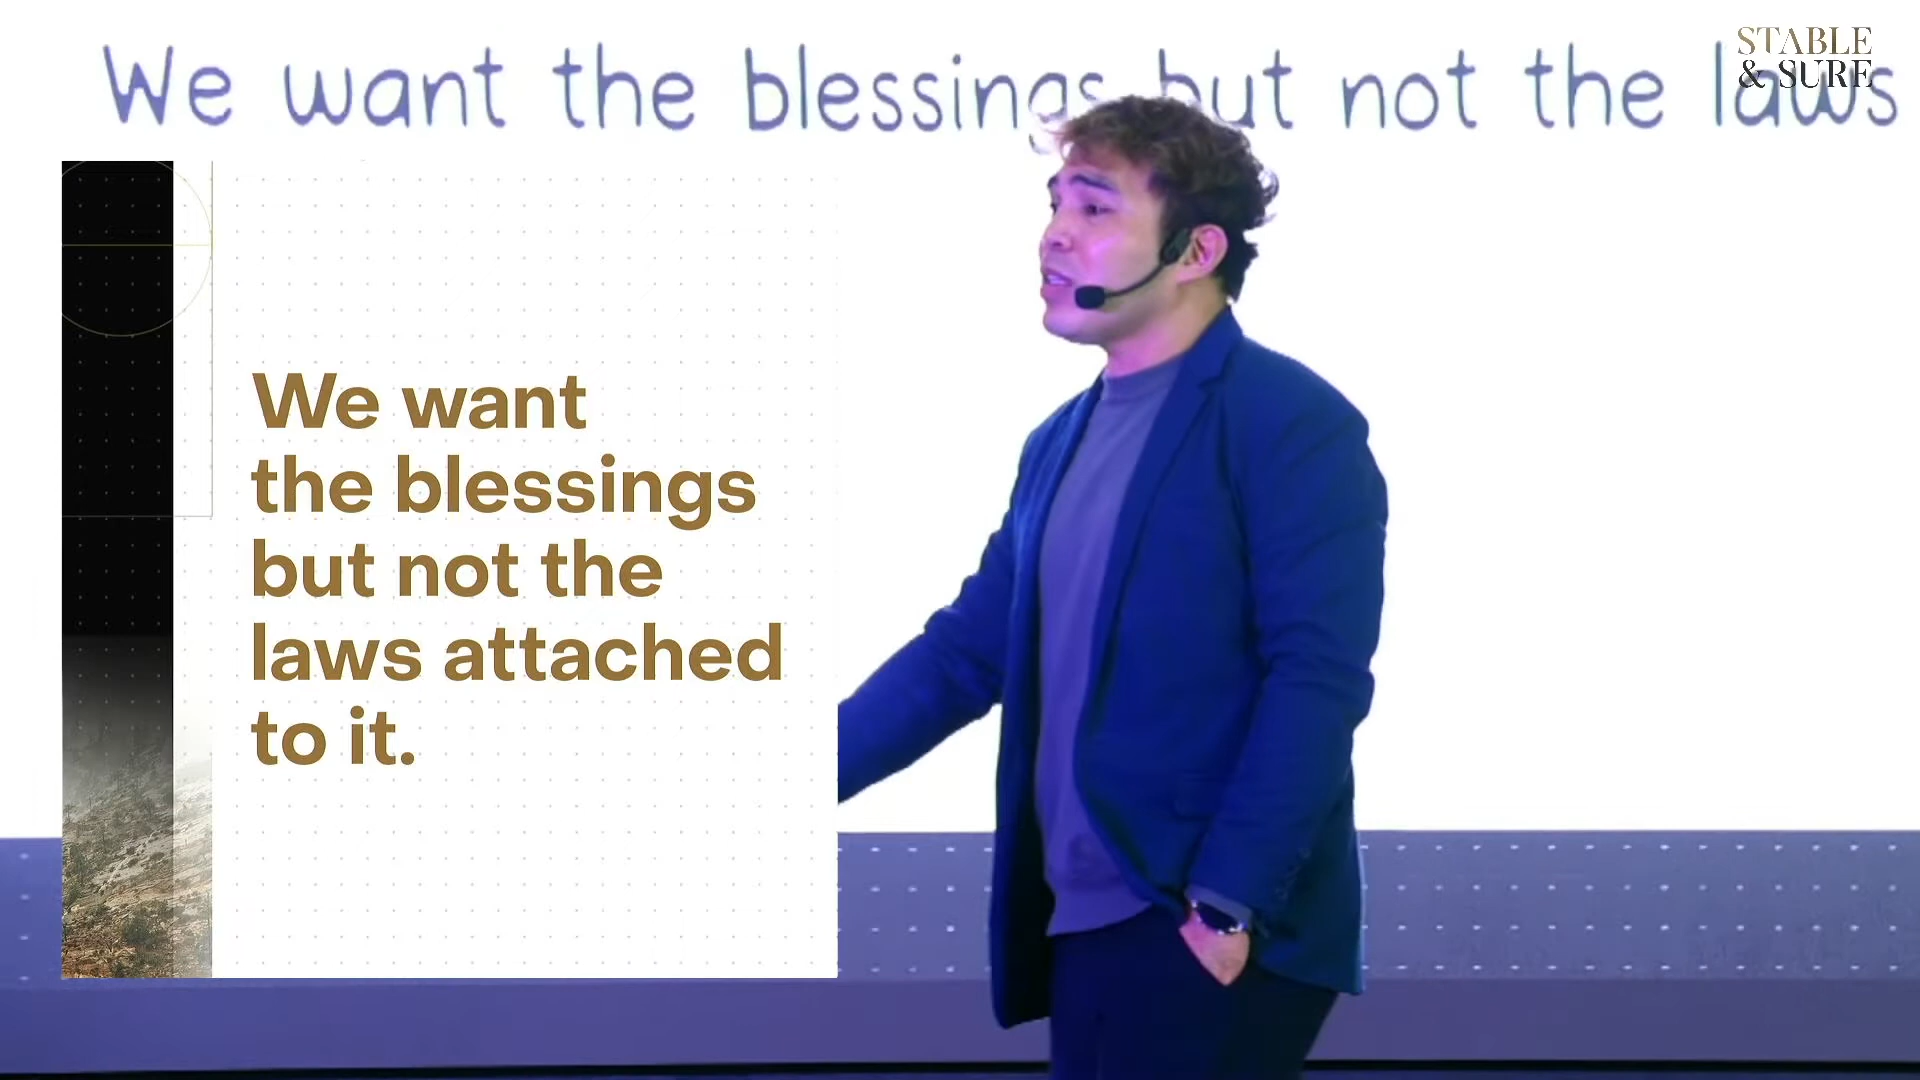 We want the blessings but not the laws
STABLE
& SURE
We want
the blessings
but not the
laws attached
to it.